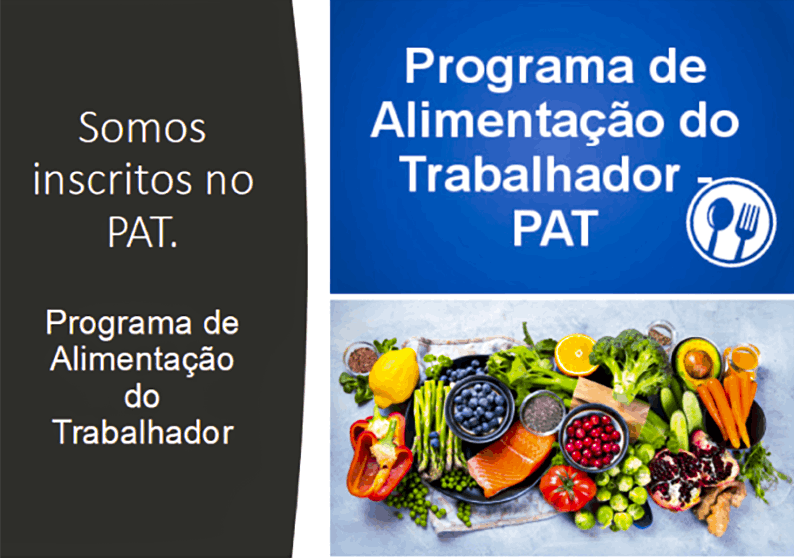 Somos
inscritos no
PAT.
Programa de
Alimentação
do
Trabalhador
Programa de
Alimentação do
Trabalhador -
PAT